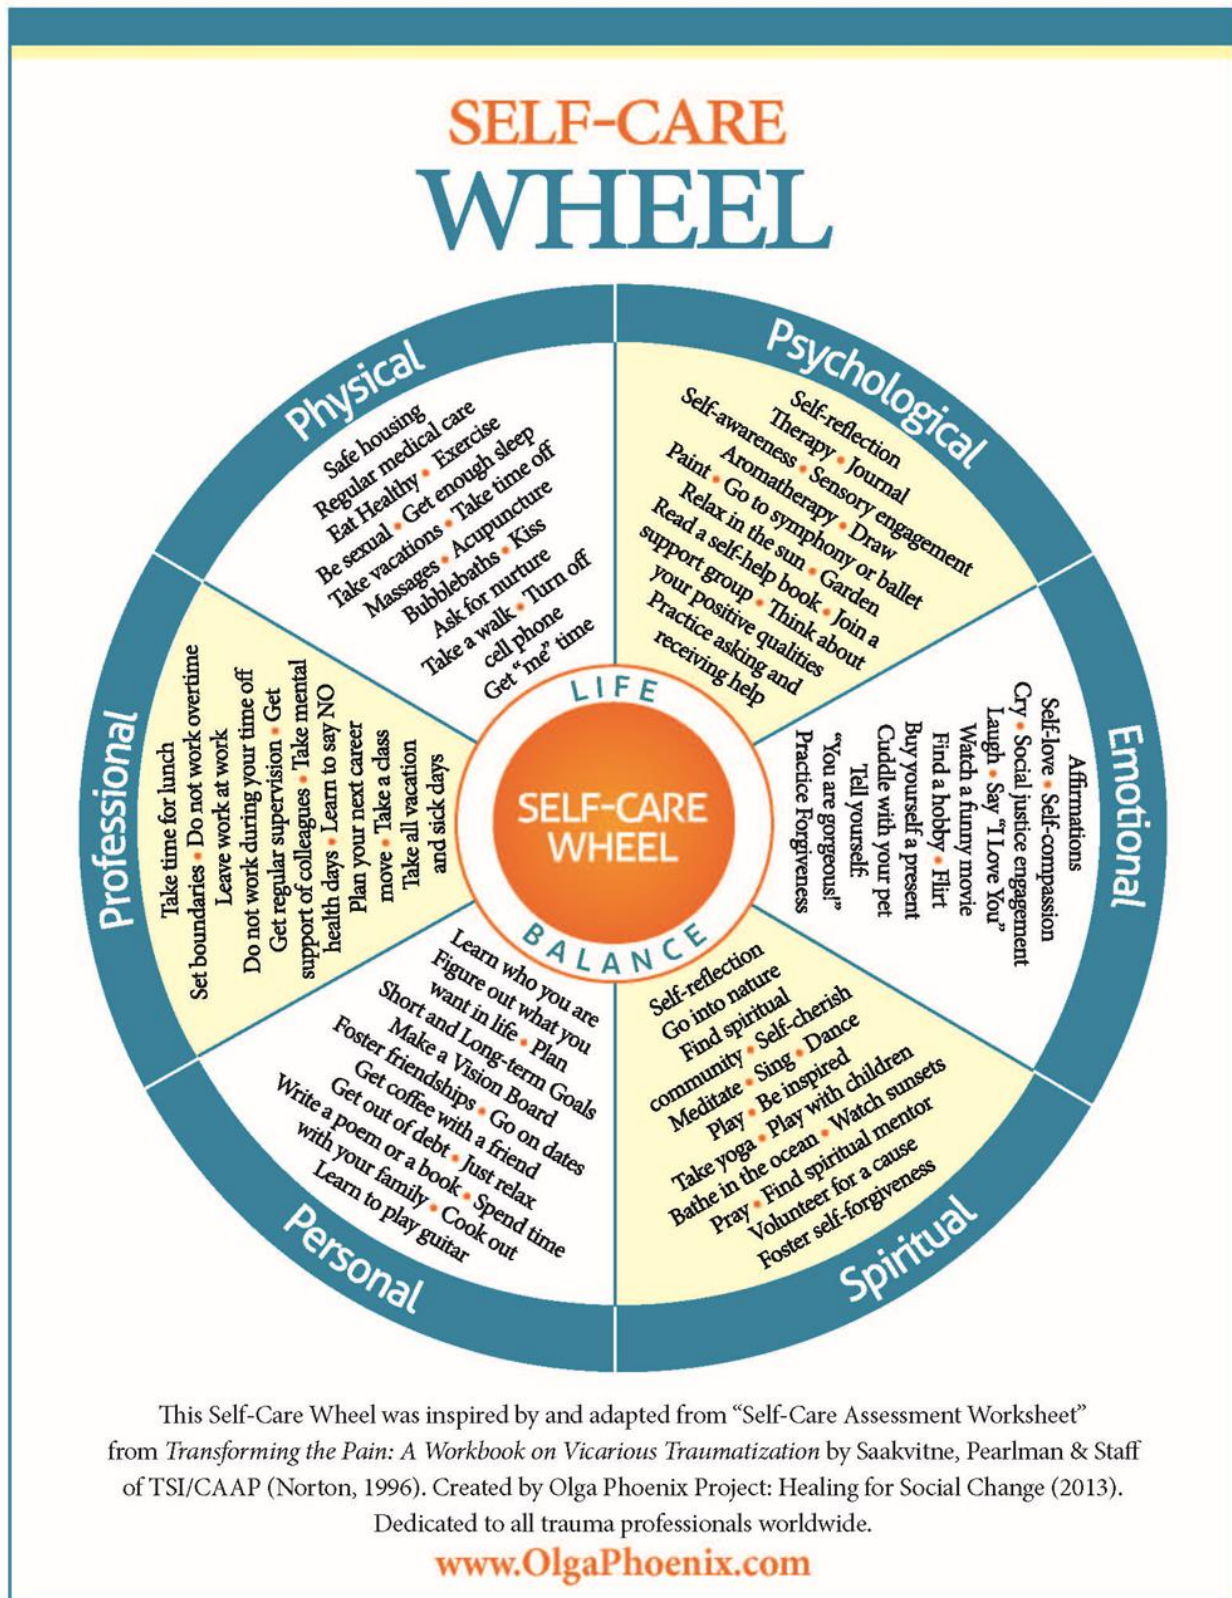 SELF-CARE
WHEEL
Physical
Safe housing
Regular medical care
Eat Healthy • Exercise
Be sexual • Get enough sleep
Take vacations • Take time off
Massages • Acupuncture
Bubblebaths • Kiss
Ask for nurture
Take a walk • Turn off
cell phone
Get "me" time
Psychological
Self-reflection
Therapy • Journal
Self-awareness • Sensory engagement
Aromatherapy • Draw
Paint • Go to symphony or ballet
Relax in the sun • Garden
Read a self-help book • Join a
support group • Think about
your positive qualities
Practice asking and
receiving help
Emotional
Affirmations
Self-love • Self-compassion
Cry • Social justice engagement
Laugh • Say "I Love You"
Watch a funny movie
Find a hobby • Flirt
Buy yourself a present
Cuddle with your pet
Tell yourself:
"You are gorgeous!"
Practice Forgiveness
Spiritual
Self-reflection
Go into nature
Find spiritual
community • Self-cherish
Meditate • Sing • Dance
Play • Be inspired
Take yoga • Play with children
Bathe in the ocean • Watch sunsets
Pray • Find spiritual mentor
Volunteer for a cause
Foster self-forgiveness
Personal
Learn who you are
Figure out what you
want in life • Plan
Short and Long-term Goals
Make a Vision Board
Foster friendships • Go on dates
Get coffee with a friend
Get out of debt • Just relax
Write a poem or a book • Spend time
with your family • Cook out
Learn to play guitar
Professional
Take time for lunch
Set boundaries • Do not work overtime
Leave work at work
Do not work during your time off
Get regular supervision • Get
support of colleagues • Take mental
health days • Learn to say NO
Plan your next career
move • Take a class
Take all vacation
and sick days
LIFE
SELF-CARE
WHEEL
BALANCE
This Self-Care Wheel was inspired by and adapted from "Self-Care Assessment Worksheet"
from Transforming the Pain: A Workbook on Vicarious Traumatization by Saakvitne, Pearlman & Staff
of TSI/CAAP (Norton, 1996). Created by Olga Phoenix Project: Healing for Social Change (2013).
Dedicated to all trauma professionals worldwide.
www.OlgaPhoenix.com